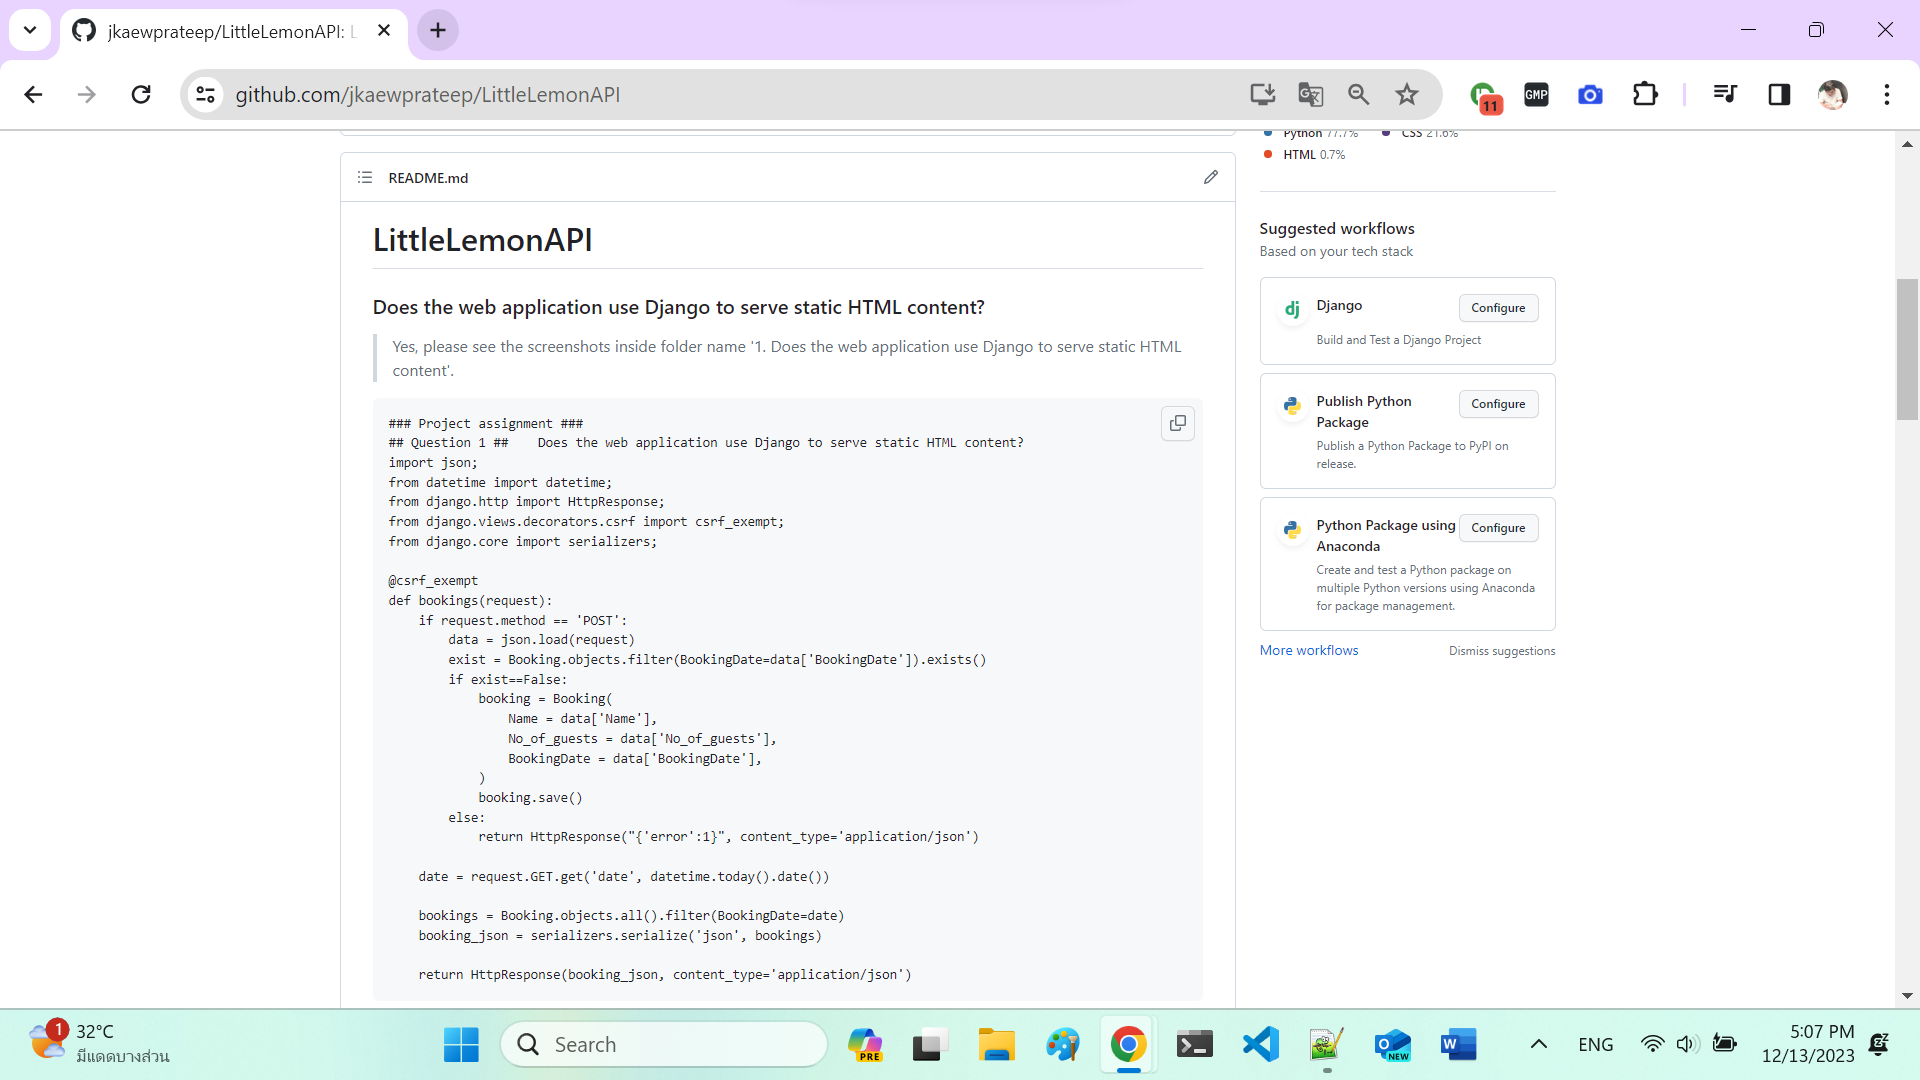 jkaewprateep/LittleLemonAPI: L
github.com/jkaewprateep/LittleLemonAPI
11
GMP
Python 77.7%
CSS 21.6%
HTML 0.7%
README.md
LittleLemonAPI
Does the web application use Django to serve static HTML content?
Yes, please see the screenshots inside folder name '1. Does the web application use Django to serve static HTML
content'.
### Project assignment ###
## Question 1 ##    Does the web application use Django to serve static HTML content?
import json;
from datetime import datetime;
from django.http import HttpResponse;
from django.views.decorators.csrf import csrf_exempt;
from django.core import serializers;
@csrf_exempt
def bookings(request):
    if request.method == 'POST':
        data = json.load(request)
        exist = Booking.objects.filter(BookingDate=data['BookingDate']).exists()
        if exist==False:
            booking = Booking(
                Name = data['Name'],
                No_of_guests = data['No_of_guests'],
                BookingDate = data['BookingDate'],
            )
            booking.save()
        else:
            return HttpResponse("{'error':1}", content_type='application/json')
    date = request.GET.get('date', datetime.today().date())
    bookings = Booking.objects.all().filter(BookingDate=date)
    booking_json = serializers.serialize('json', bookings)
    return HttpResponse(booking_json, content_type='application/json')
Suggested workflows
Based on your tech stack
dj
Django
Configure
Build and Test a Django Project
Publish Python
Package
Configure
Publish a Python Package to PyPI on
release.
Python Package using
Anaconda
Configure
Create and test a Python package on
multiple Python versions using Anaconda
for package management.
More workflows
Dismiss suggestions
1
32°C
มีแดดบางส่วน
Search
PRE
NEW
ENG
5:07 PM
12/13/2023